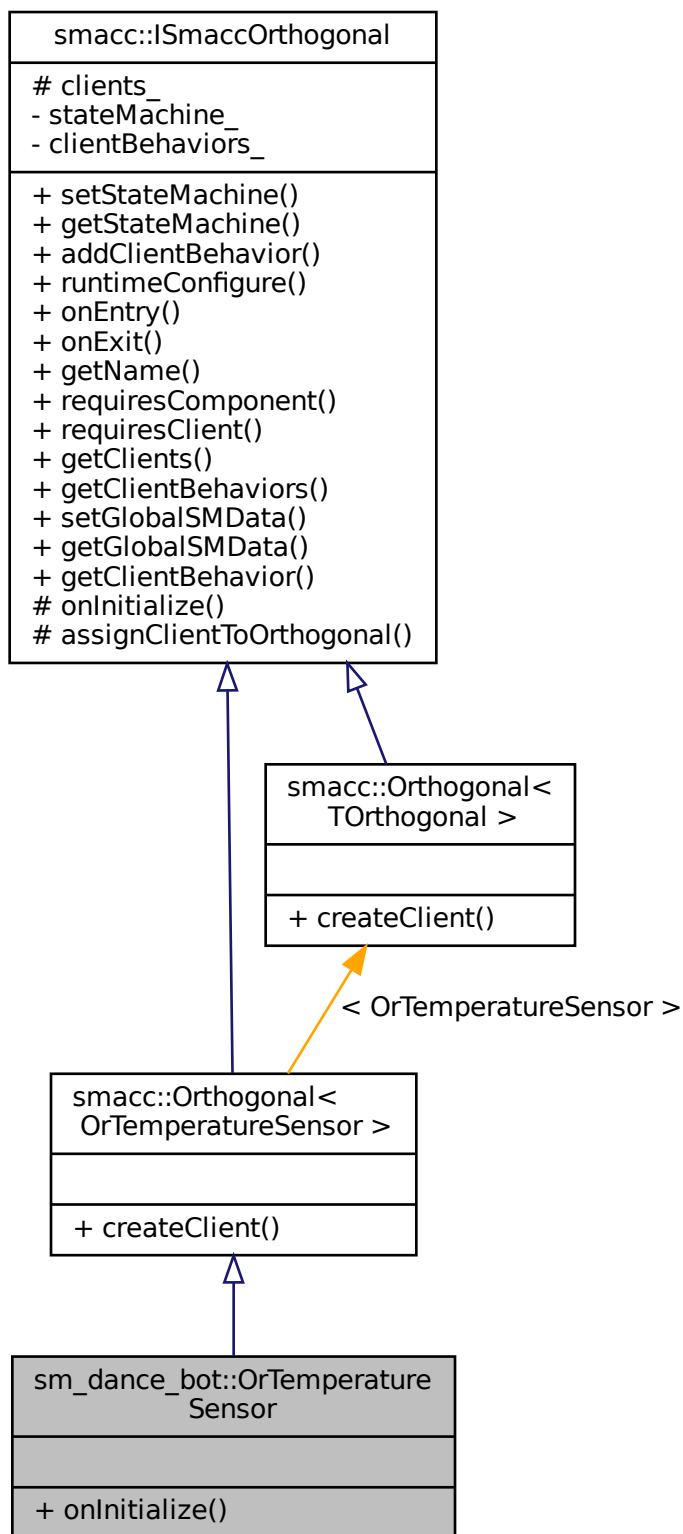 smacc::ISmaccOrthogonal
# clients_
- stateMachine_
- clientBehaviors_
+ setStateMachine()
+ getStateMachine()
+ addClientBehavior()
+ runtimeConfigure()
+ onEntry()
+ onExit()
+ getName()
+ requiresComponent()
+ requiresClient()
+ getClients()
+ getClientBehaviors()
+ setGlobalSMData()
+ getGlobalSMData()
+ getClientBehavior()
# onInitialize()
# assignClientToOrthogonal()
smacc::Orthogonal<
TOrthogonal >
+ createClient()
< OrTemperatureSensor >
smacc::Orthogonal<
OrTemperatureSensor >
+ createClient()
sm_dance_bot::OrTemperature
Sensor
+ onInitialize()